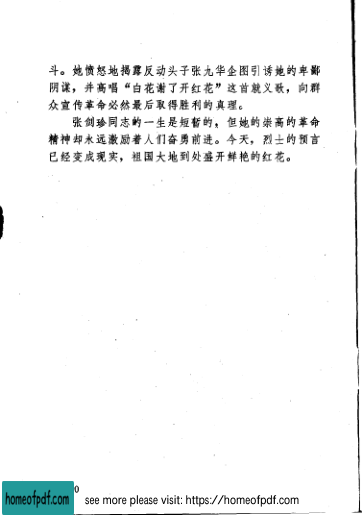 斗。她愤怒地揭露反动头子张九华企图引诱她的卑鄙
阴谋，并高唱“白花谢了开红花”这首就义歌，向群
众宣传革命必然最后取得胜利的真理。
张剑珍同志的一生是短暂的，但她的崇高的革命
精神却永远激励着人们奋勇前进。今天，烈士的预言
已经变成现实，祖国大地到处盛开鲜艳的红花。
0
homeofpdf.com
see more please visit: https://homeofpdf.com